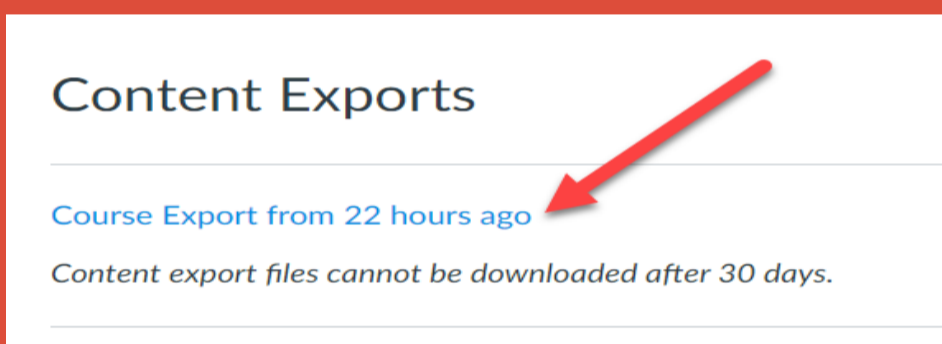 Content Exports
Course Export from 22 hours ago
Content export files cannot be downloaded after 30 days.